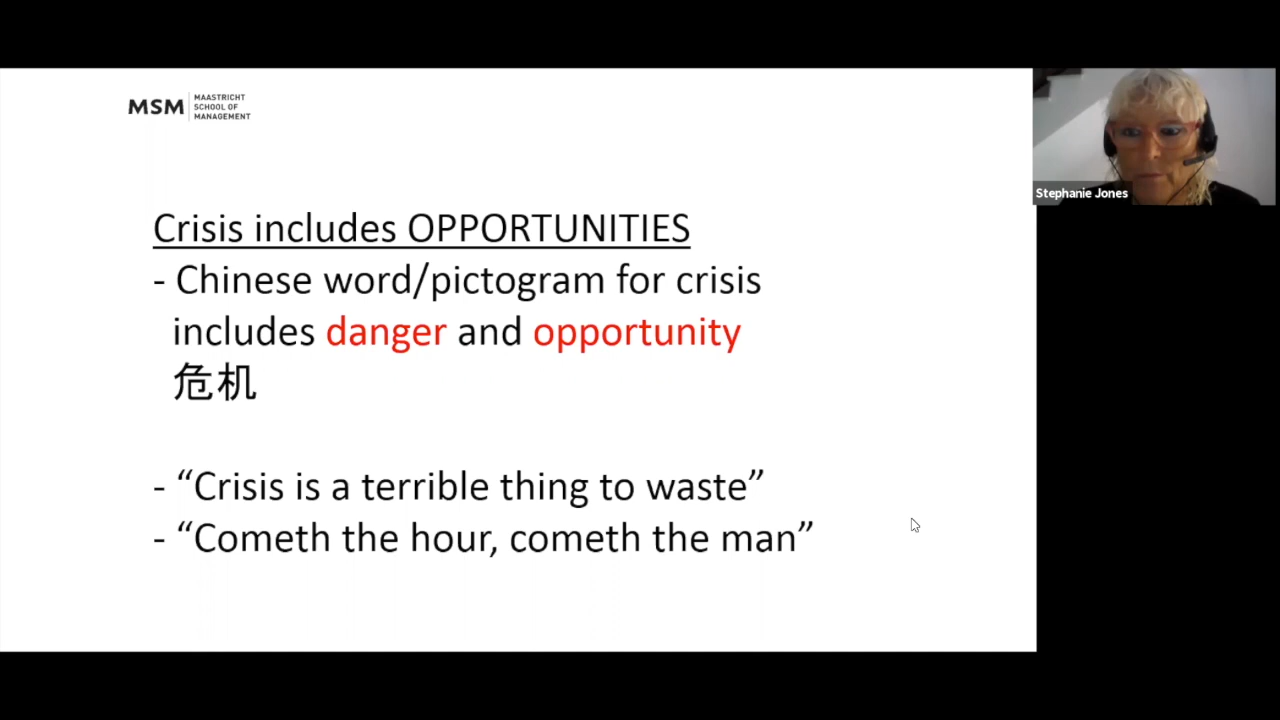 MSM
MAASTRICHT
SCHOOL OF
MANAGEMENT
Stephanie Jones
Crisis includes OPPORTUNITIES
- Chinese word/pictogram for crisis
includes danger and opportunity
危机
- “Crisis is a terrible thing to waste”
- “Cometh the hour, cometh the man”